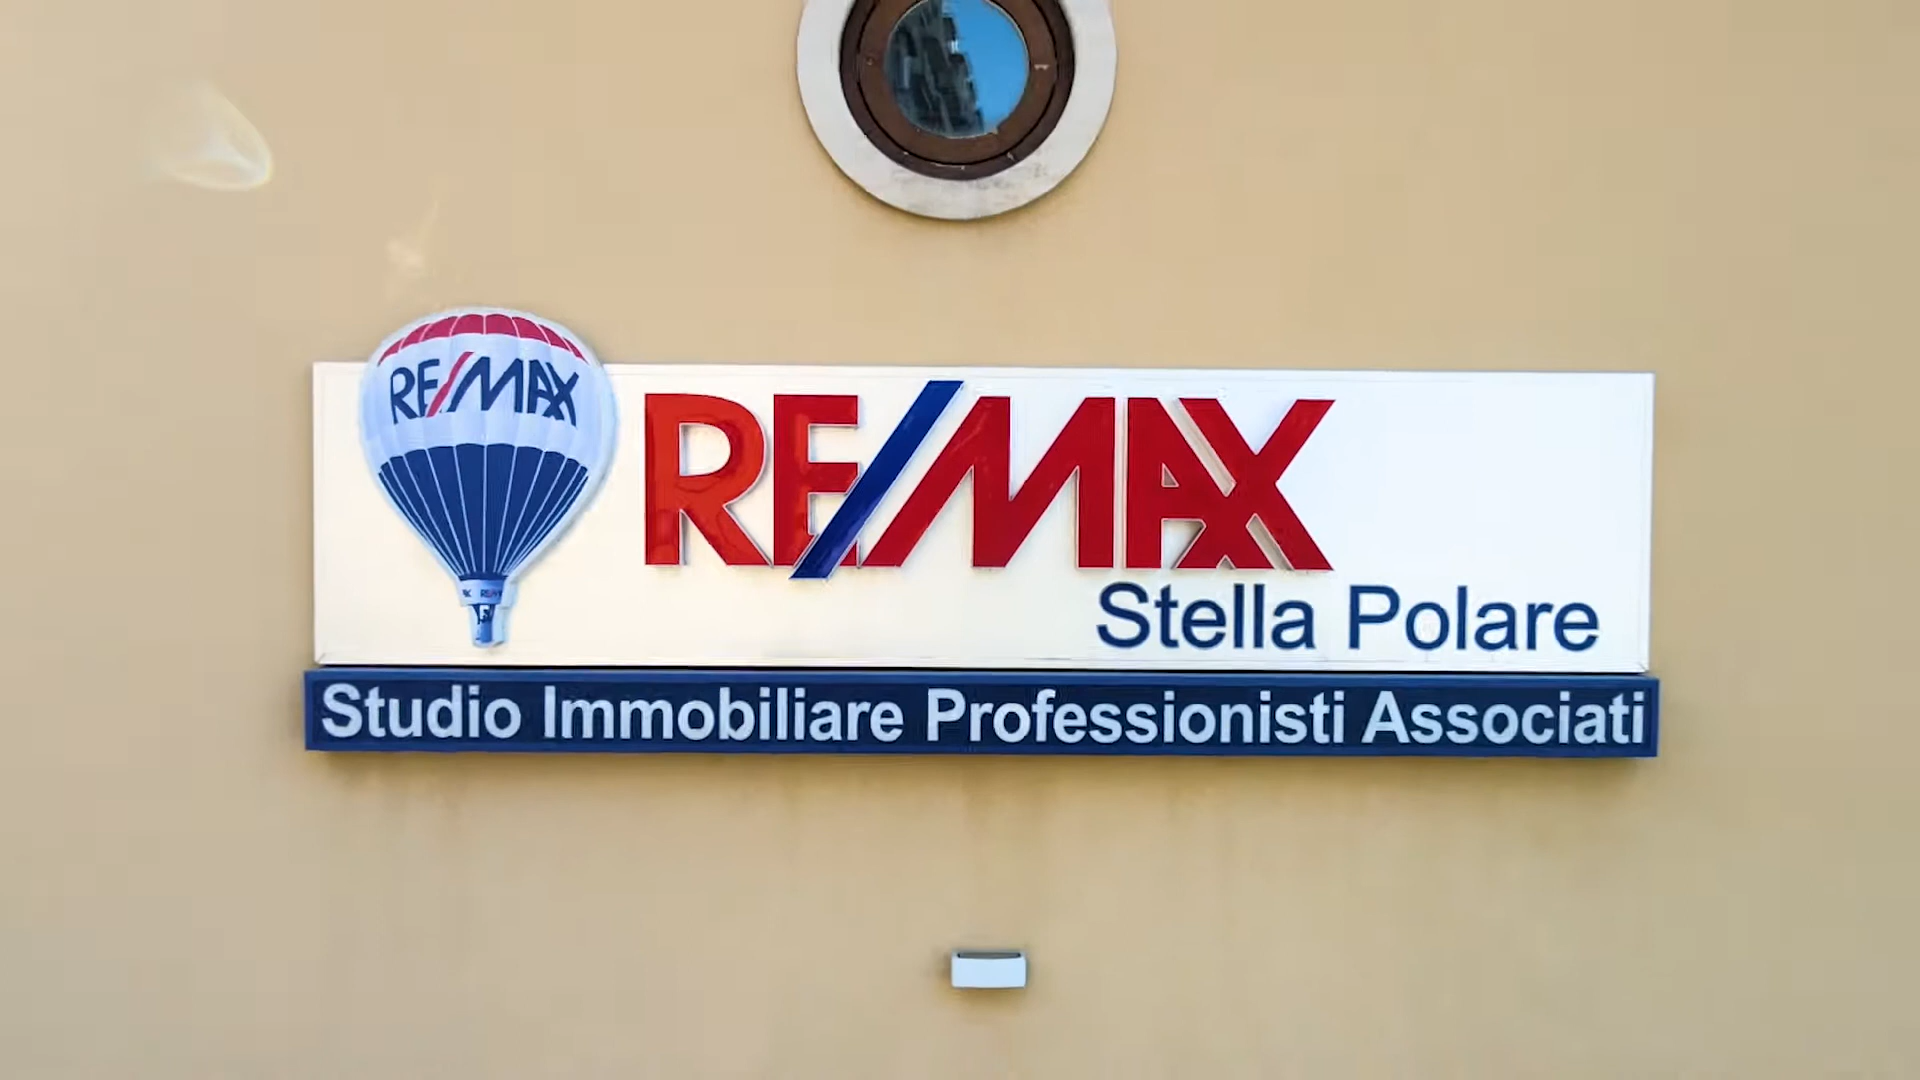 RE/MAX
RE/MAX
Stella Polare
Studio Immobiliare Professionisti Associati